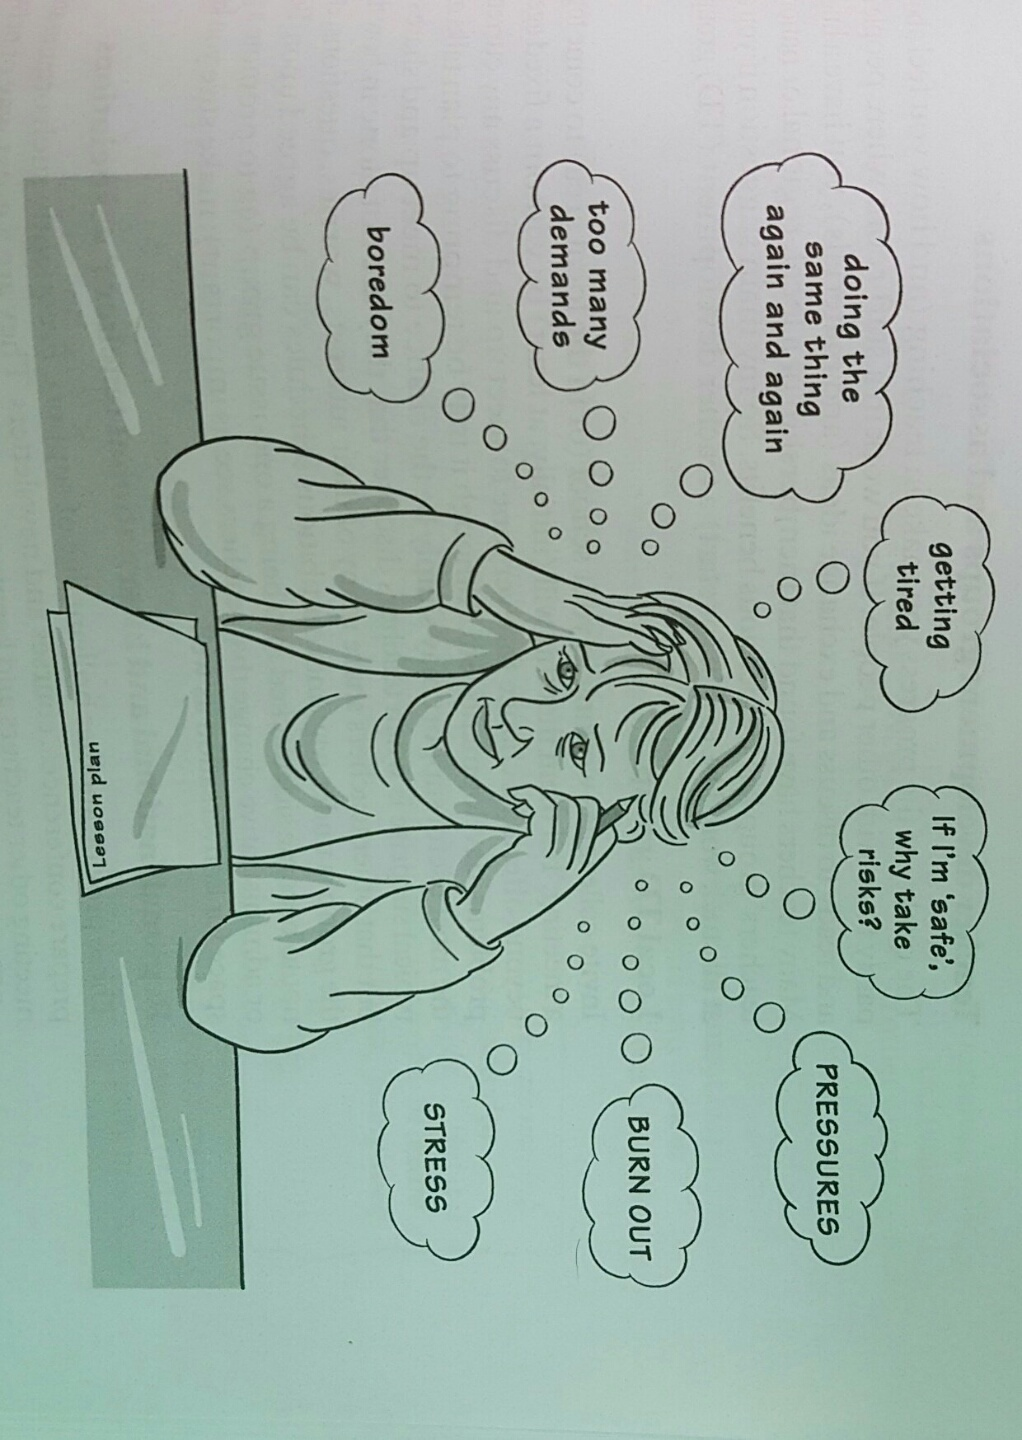 boredom
too many
demands
doing the
same thing
again and again
getting
tired
If I'm 'safe',
why take
risks?
PRESSURES
BURN OUT
STRESS
Lesson plan